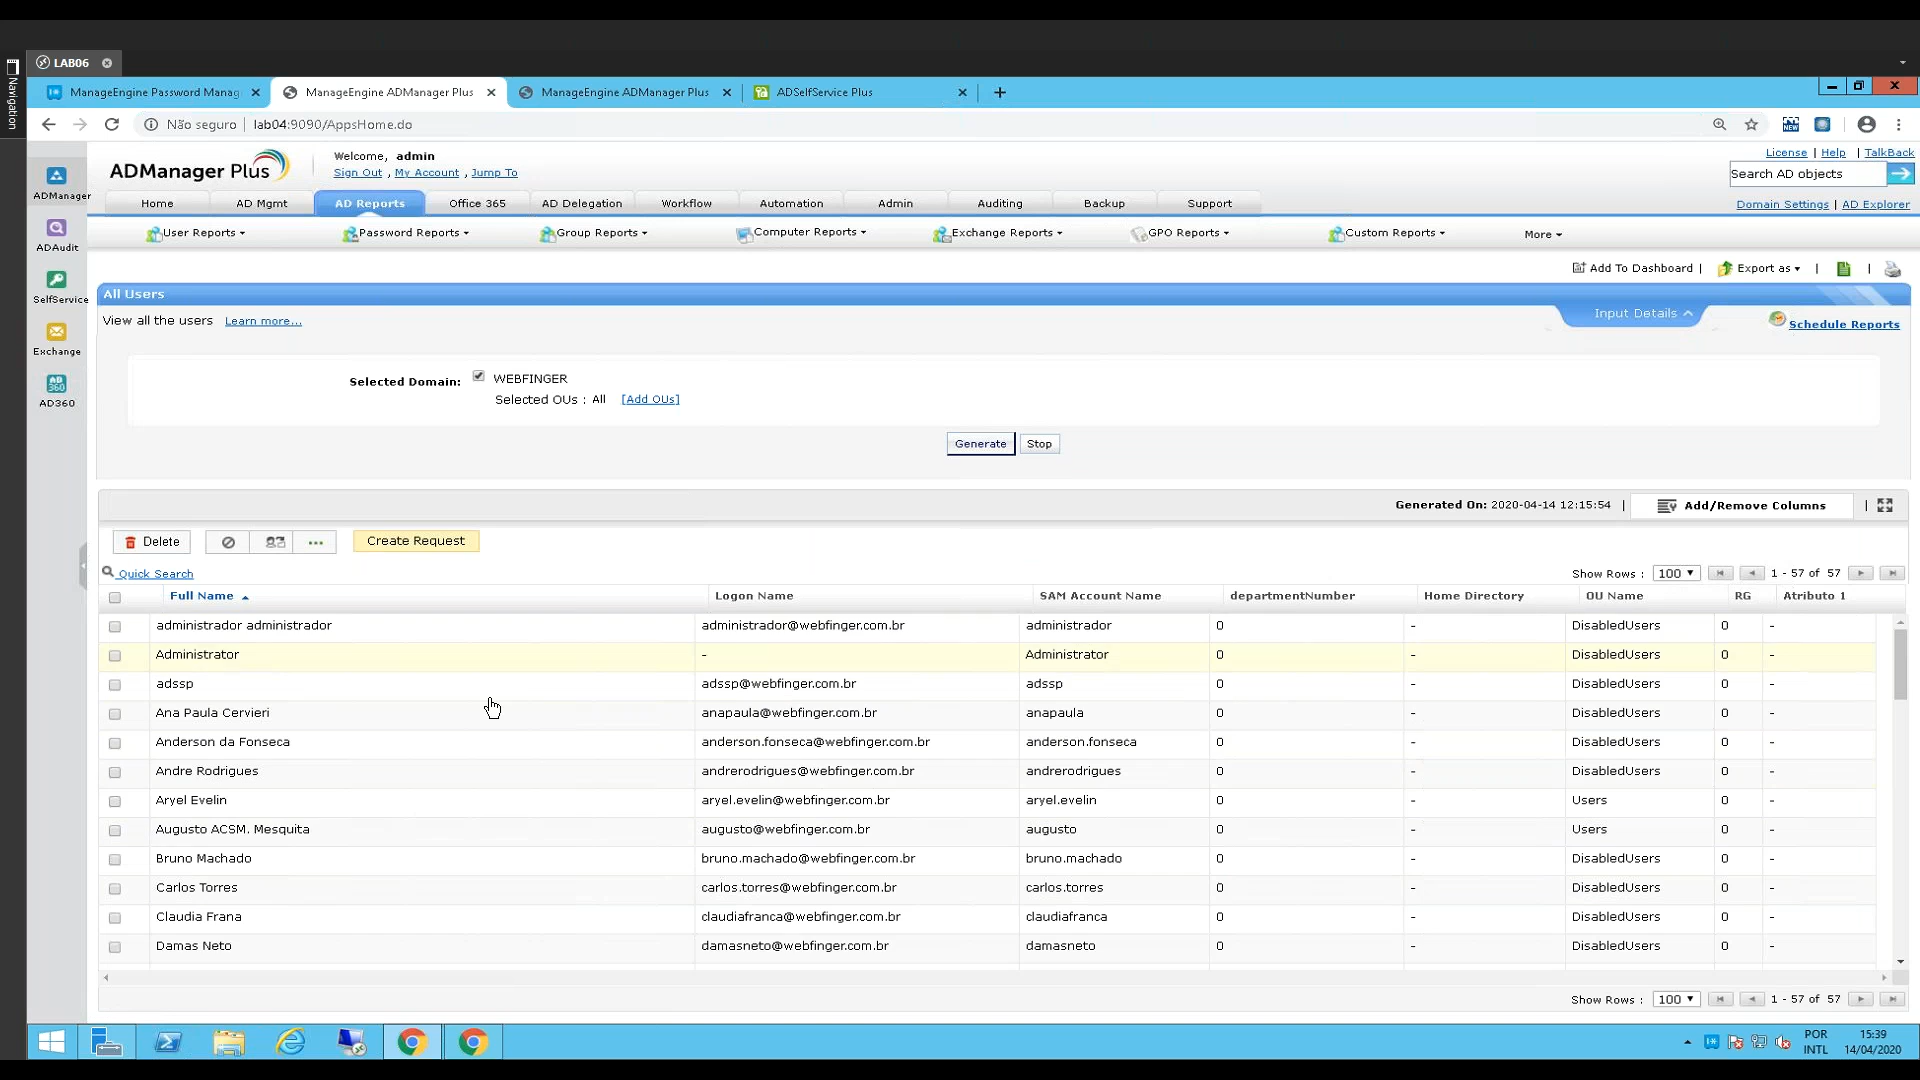 LAB06
Navigation
ManageEngine Password Manag
ManageEngine ADManager Plus
ManageEngine ADManager Plus
ADSelfService Plus
Não seguro | lab04:9090/AppsHome.do
NEW
ADManager Plus
Welcome, admin
Sign Out , My Account , Jump To
License | Help | TalkBack
Search AD objects
Domain Settings | AD Explorer
Home AD Mgmt AD Reports Office 365 AD Delegation Workflow Automation Admin Auditing Backup Support
User Reports Password Reports Group Reports Computer Reports Exchange Reports GPO Reports Custom Reports More
ADManager
ADAudit
SelfService
Exchange
AD
360
AD360
Add To Dashboard | Export as | |
All Users
View all the users Learn more...
Input Details
Schedule Reports
Selected Domain: WEBFINGER
Selected OUs : All [Add OUs]
Generate Stop
Generated On: 2020-04-14 12:15:54 | Add/Remove Columns |
Delete ... Create Request
Quick Search
Show Rows : 100 1 - 57 of 57
Full Name Logon Name SAM Account Name departmentNumber Home Directory OU Name RG Atributo 1
administrador administrador administrador@webfinger.com.br administrador 0 - DisabledUsers 0 -
Administrator - Administrator 0 - DisabledUsers 0 -
adssp adssp@webfinger.com.br adssp 0 - DisabledUsers 0 -
Ana Paula Cervieri anapaula@webfinger.com.br anapaula 0 - DisabledUsers 0 -
Anderson da Fonseca anderson.fonseca@webfinger.com.br anderson.fonseca 0 - DisabledUsers 0 -
Andre Rodrigues andrerodrigues@webfinger.com.br andrerodrigues 0 - DisabledUsers 0 -
Aryel Evelin aryel.evelin@webfinger.com.br aryel.evelin 0 - Users 0 -
Augusto ACSM. Mesquita augusto@webfinger.com.br augusto 0 - Users 0 -
Bruno Machado bruno.machado@webfinger.com.br bruno.machado 0 - DisabledUsers 0 -
Carlos Torres carlos.torres@webfinger.com.br carlos.torres 0 - DisabledUsers 0 -
Claudia Frana claudiafranca@webfinger.com.br claudiafranca 0 - DisabledUsers 0 -
Damas Neto damasneto@webfinger.com.br damasneto 0 - DisabledUsers 0 -
Show Rows : 100 1 - 57 of 57
POR
INTL
15:39
14/04/2020